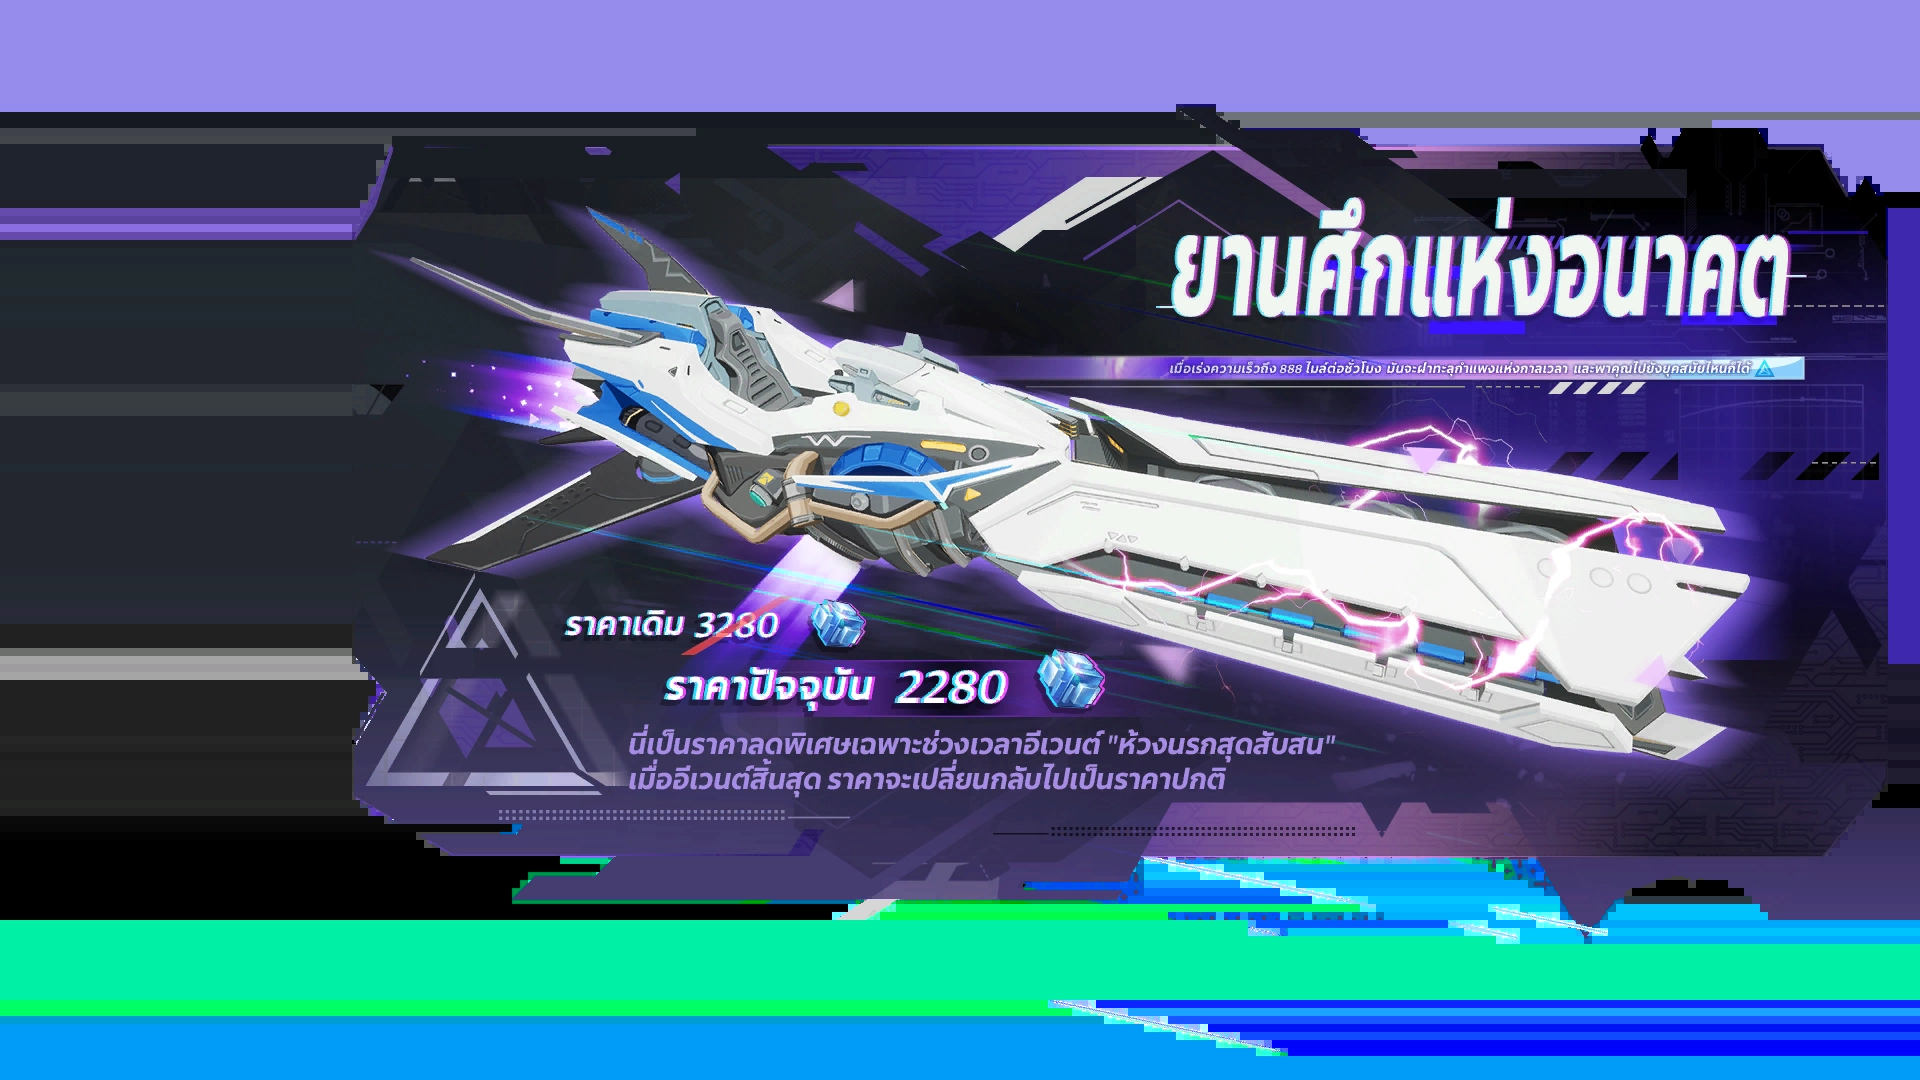 ยานศึกแห่งอนาคต
เมื่อเร่งความเร็วถึง 888 ไมล์ต่อชั่วโมง มันจะฝ่าทะลุกำแพงแห่งกาลเวลา และพาคุณไปยังยุคสมัยไหนก็ได้
ราคาเดิม 3280
ราคาปัจจุบัน 2280
นี่เป็นราคาลดพิเศษเฉพาะช่วงเวลาอีเวนต์ "ห้วงนรกสุดสับสน"
เมื่ออีเวนต์สิ้นสุด ราคาจะเปลี่ยนกลับไปเป็นราคาปกติ